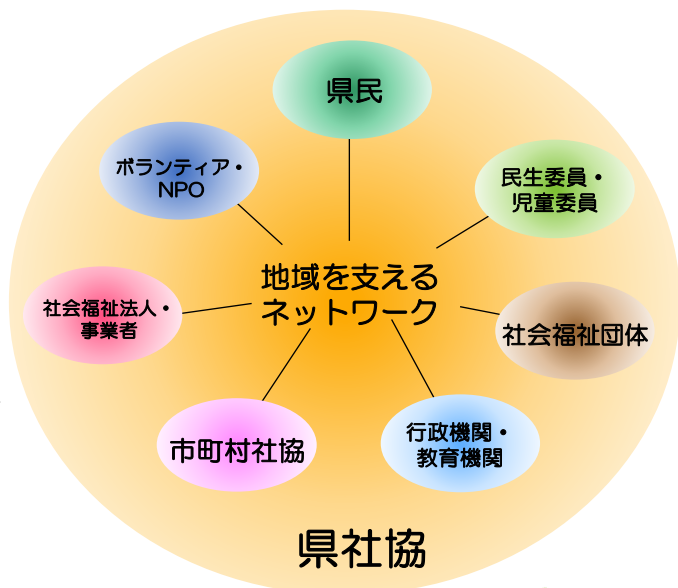 県民
ボランティア・
NPO
民生委員・
児童委員
地域を支える
ネットワーク
社会福祉法人・
事業者
社会福祉団体
市町村社協
行政機関・
教育機関
県社協